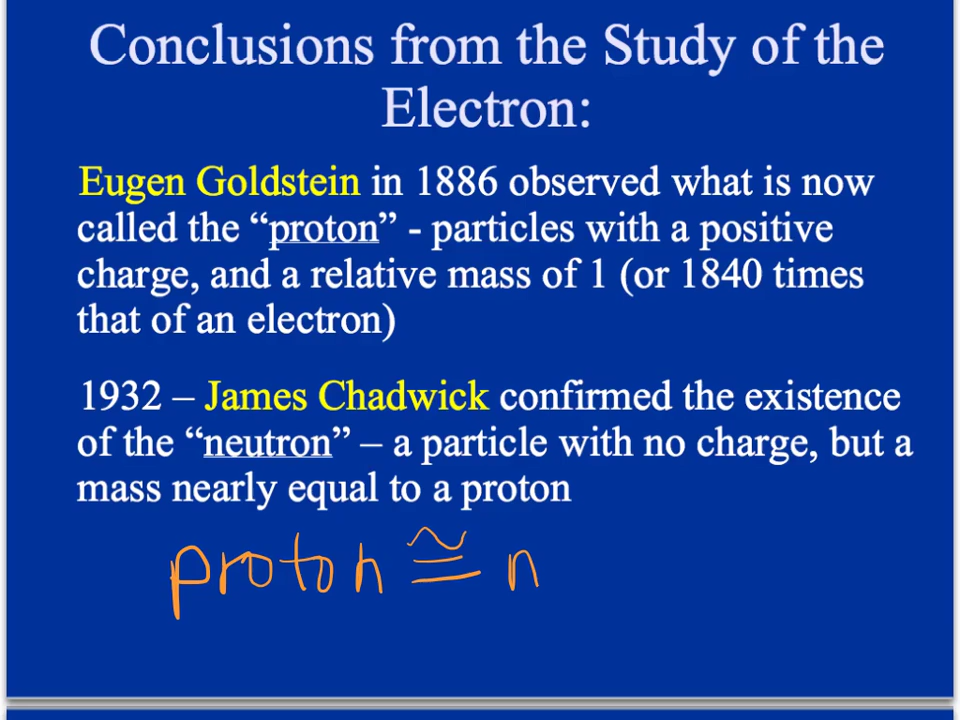 Conclusions from the Study of the
Electron:
Eugen Goldstein in 1886 observed what is now
called the “proton” - particles with a positive
charge, and a relative mass of 1 (or 1840 times
that of an electron)
1932 – James Chadwick confirmed the existence
of the “neutron” – a particle with no charge, but a
mass nearly equal to a proton
proton ≅ n